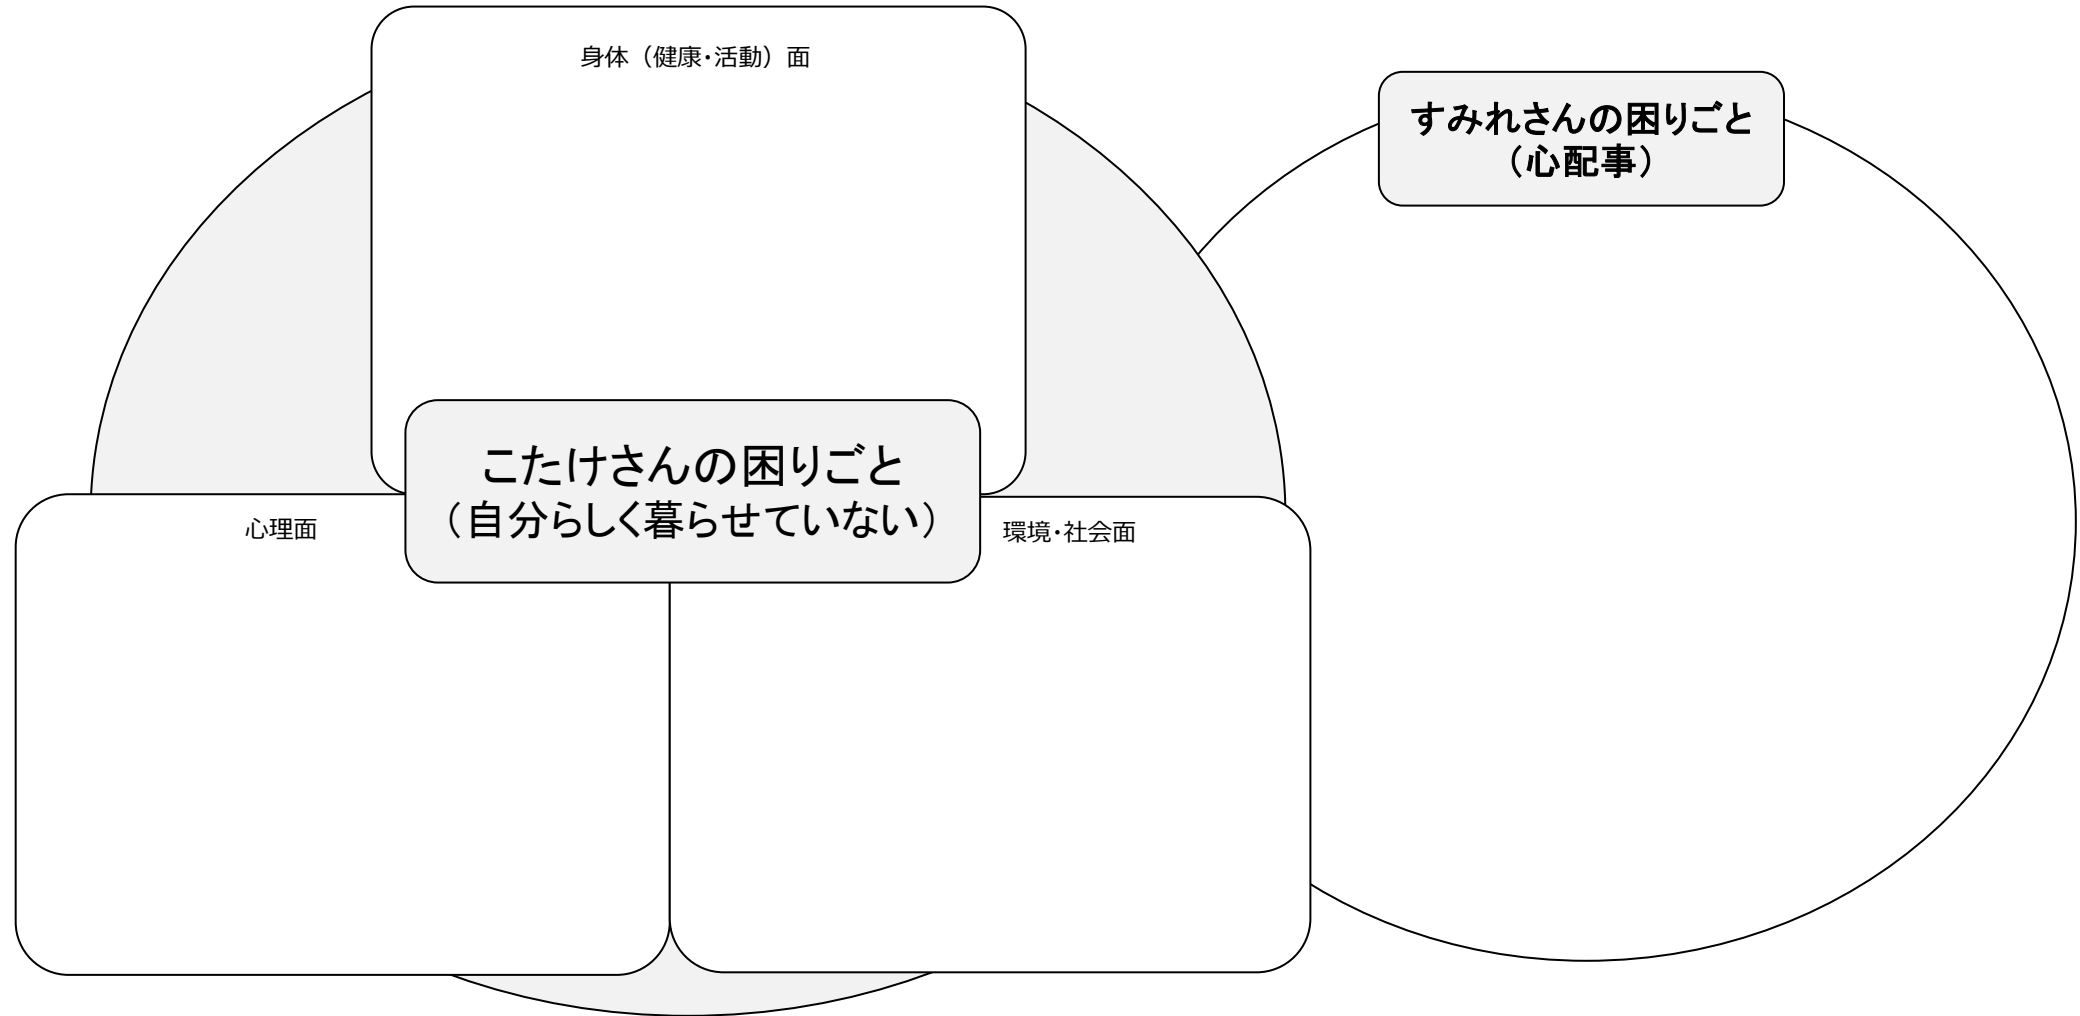 身体（健康･活動）面
すみれさんの困りごと
（心配事）
こたけさんの困りごと
（自分らしく暮らせていない）
心理面
環境･社会面